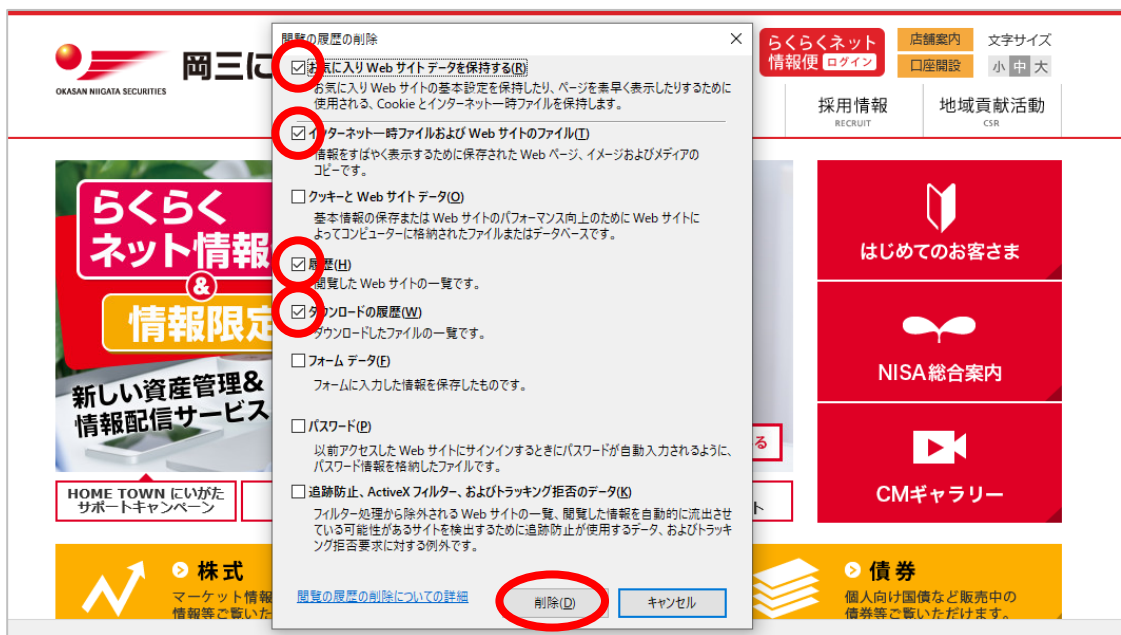 岡三に
OKASAN NIIGATA SECURITIES
らくらくネット
情報便 ログイン
店舗案内
口座開設
文字サイズ
小 中 大
採用情報
RECRUIT
地域貢献活動
CSR
閲覧の履歴の削除
お気に入り Web サイト データを保持する(R)
お気に入り Web サイトの基本設定を保持したり、ページを素早く表示したりするために
使用される、Cookie とインターネット一時ファイルを保持します。
インターネット一時ファイルおよび Web サイトのファイル(T)
情報をすばやく表示するために保存された Web ページ、イメージおよびメディアの
コピーです。
クッキーと Web サイト データ(O)
基本情報の保存または Web サイトのパフォーマンス向上のために Web サイトに
よってコンピューターに格納されたファイルまたはデータベースです。
履歴(H)
閲覧した Web サイトの一覧です。
ダウンロードの履歴(W)
ダウンロードしたファイルの一覧です。
フォーム データ(F)
フォームに入力した情報を保存したものです。
パスワード(P)
以前アクセスした Web サイトにサインインするときにパスワードが自動入力されるように、
パスワード情報を格納したファイルです。
追跡防止、ActiveX フィルター、およびトラッキング拒否のデータ(K)
フィルター処理から除外される Web サイトの一覧、閲覧した情報を自動的に流出させ
ている可能性があるサイトを検出するために追跡防止が使用するデータ、およびトラッキ
ング拒否要求に対する例外です。
閲覧の履歴の削除についての詳細
削除(D)
キャンセル
らくらく
ネット情報
&
情報限定
新しい資産管理&
情報配信サービス
る
はじめてのお客さま
NISA総合案内
CMギャラリー
HOME TOWN にいがた
サポートキャンペーン
ト
株式
マーケット情報
情報等ご覧いた
債券
個人向け国債など販売中の
債券等ご覧いただけます。